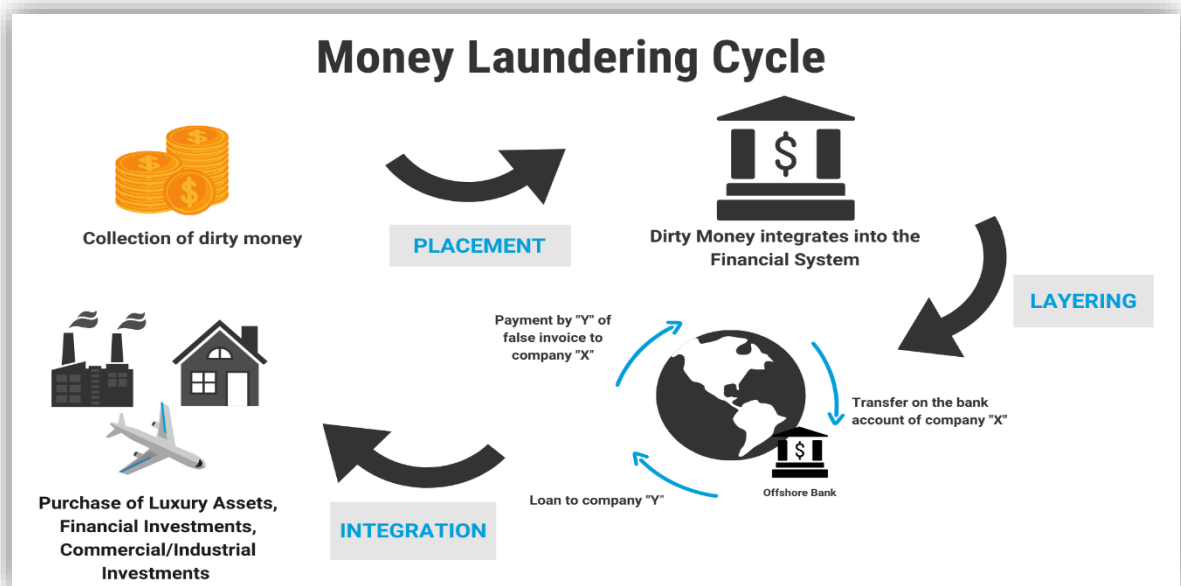 Money Laundering Cycle
$
$
$
Collection of dirty money
PLACEMENT
$
Dirty Money integrates into the
Financial System
LAYERING
Payment by "Y" of
false invoice to
company "X"
Transfer on the bank
account of company "X"
$
Offshore Bank
Loan to company "Y"
INTEGRATION
Purchase of Luxury Assets,
Financial Investments,
Commercial/Industrial
Investments